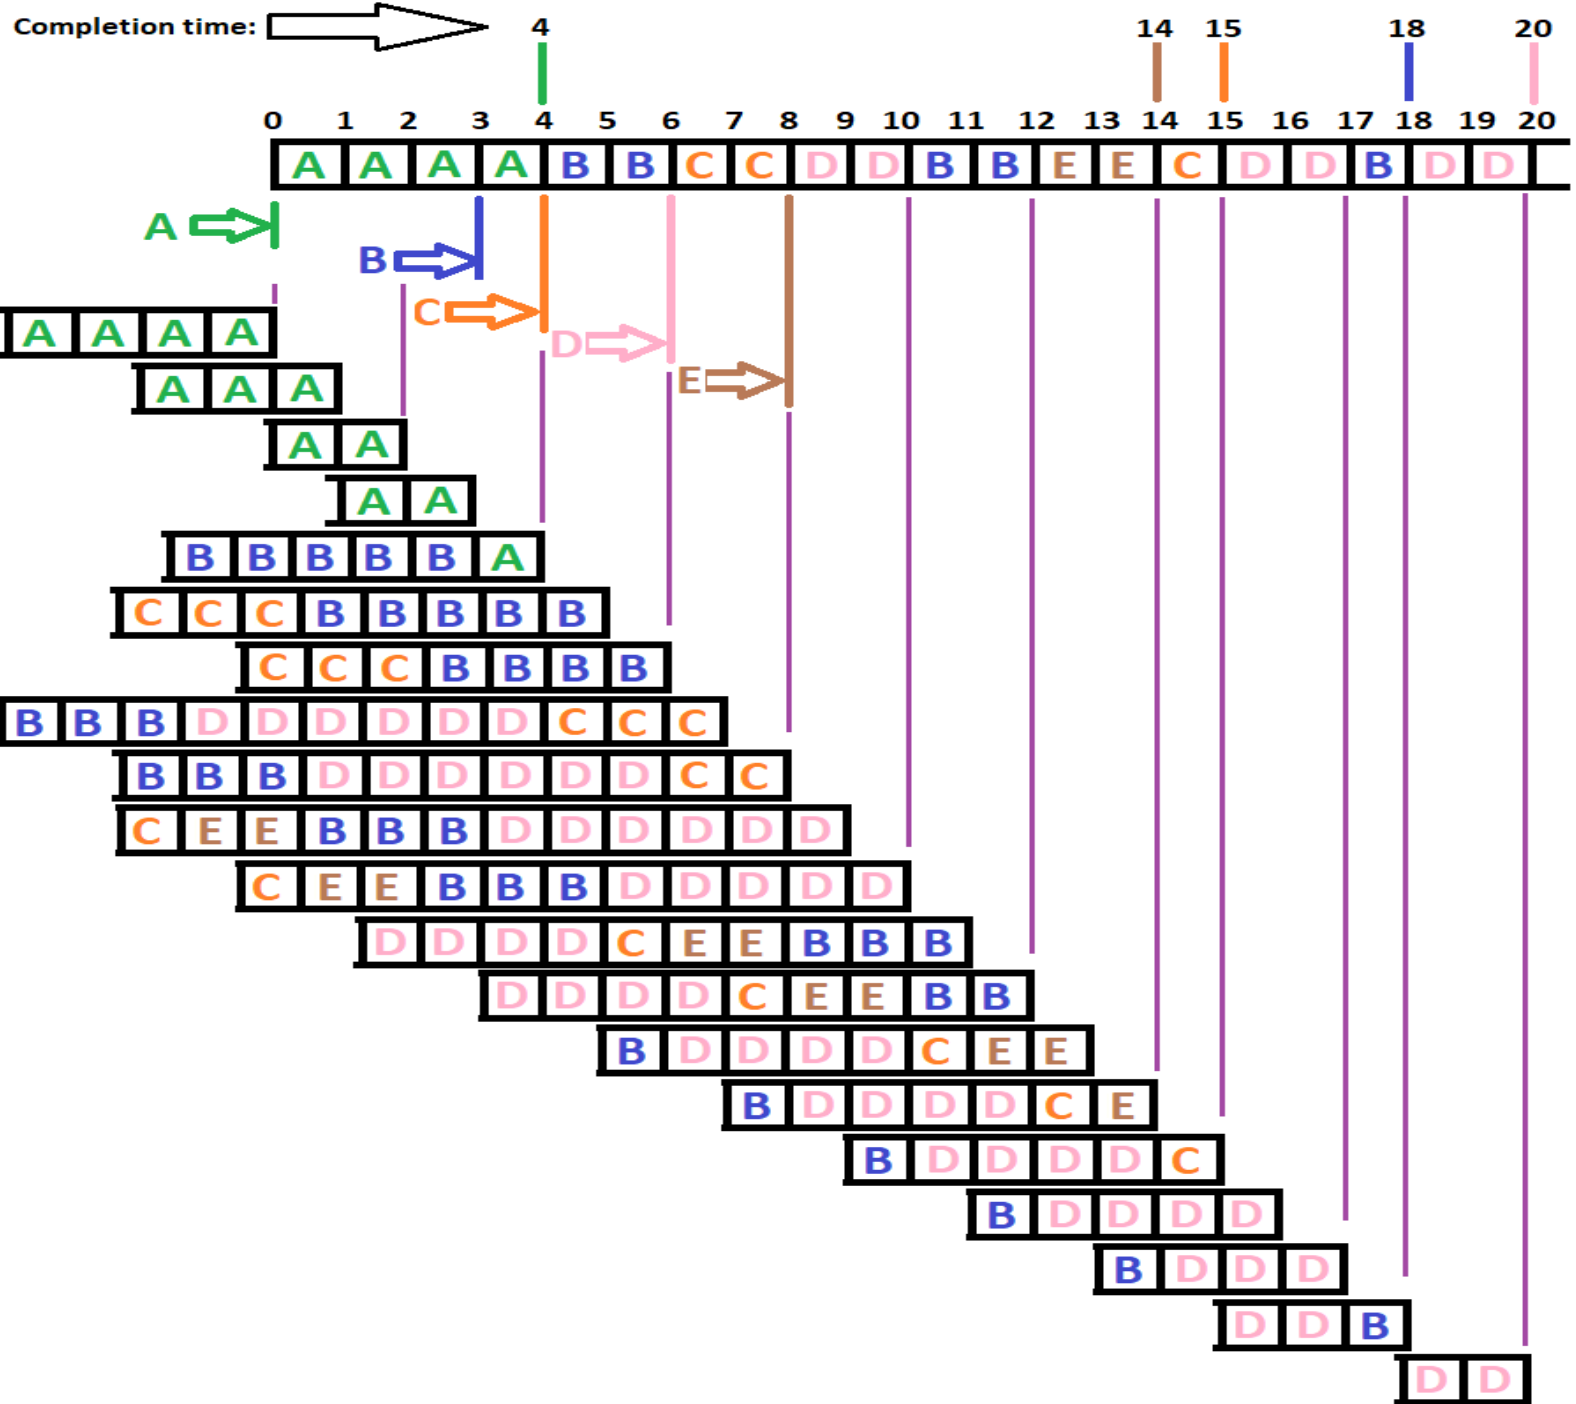 Completion time: 4 14 15 18 20
0 1 2 3 4 5 6 7 8 9 10 11 12 13 14 15 16 17 18 19 20
A A A A B B C C D D B B E E C D D B D D
A
B
C
A A A A
D
E
A A A
A A
A A
B B B B B A
C C C B B B B B
C C C B B B B
B B B D D D D D D C C C
B B B D D D D D D C C
C E E B B B D D D D D D
C E E B B B D D D D D
D D D D C E E B B B
D D D D C E E B B
B D D D D C E E
B D D D D C E
B D D D D C
B D D D D
B D D D
D D B
D D